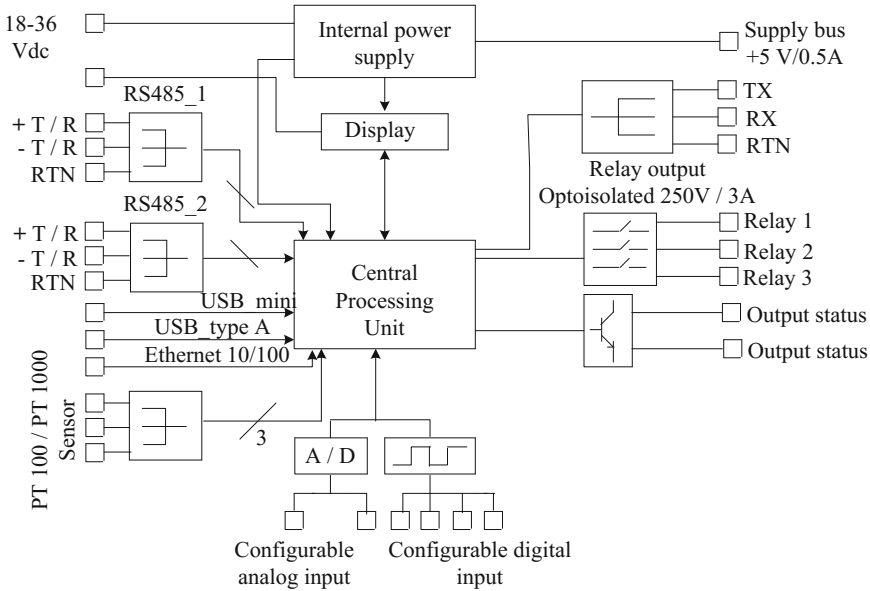 18-36
Vdc
Internal power
supply
Supply bus
+5 V/0.5A
RS485_1
+ T / R
- T / R
RTN
Display
TX
RX
RTN
Relay output
Optoisolated 250V / 3A
RS485_2
+ T / R
- T / R
RTN
Central
Processing
Unit
Relay 1
Relay 2
Relay 3
USB_mini
USB_type A
Ethernet 10/100
Output status
Output status
PT 100 / PT 1000
Sensor
3
A / D
Configurable
analog input
Configurable digital
input